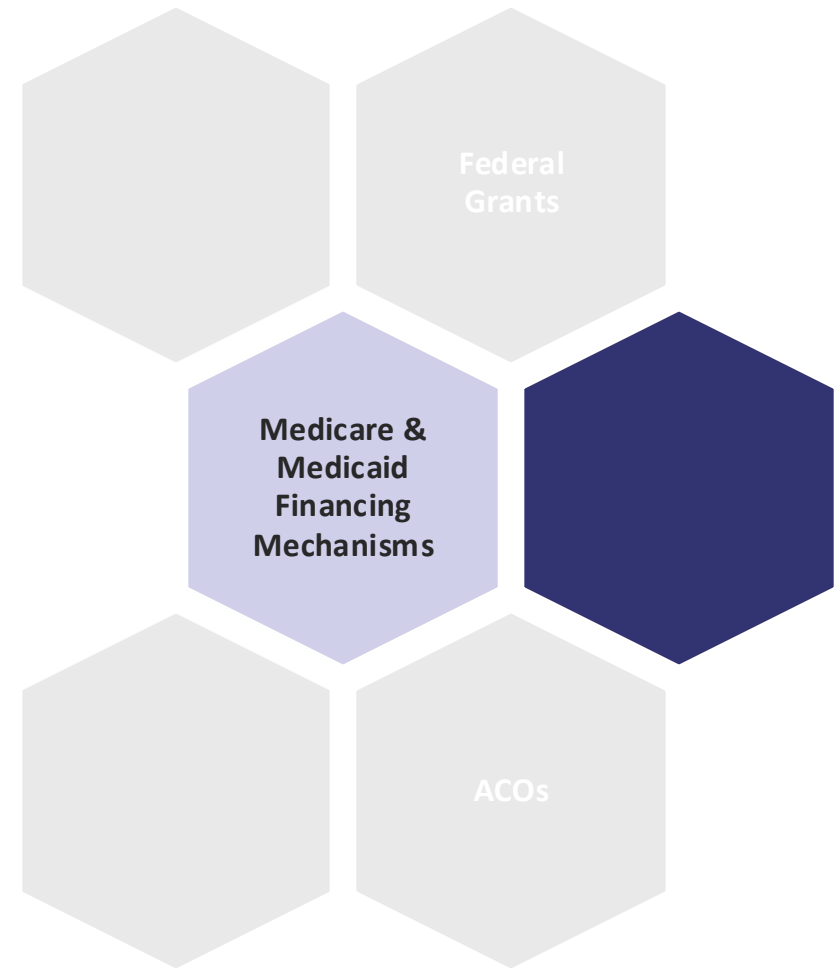 Federal
Grants
Medicare &
Medicaid
Financing
Mechanisms
ACOs